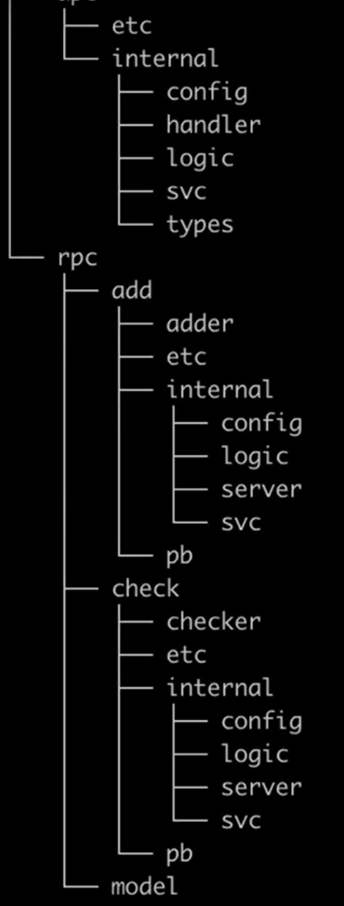 etc
internal
config
handler
logic
svc
types
rpc
add
adder
etc
internal
config
logic
server
svc
pb
check
checker
etc
internal
config
logic
server
svc
pb
model